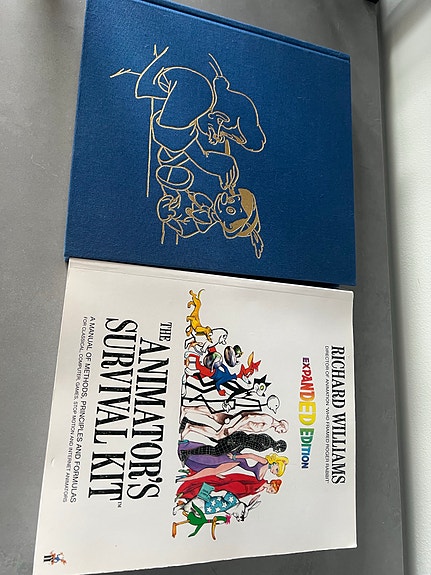 RICHARD WILLIAMS
DIRECTOR OF ANIMATION 'WHO FRAMED ROGER RABBIT'
EXPANDED EDITION
THE
ANIMATOR'S
SURVIVAL KIT™
A MANUAL OF METHODS, PRINCIPLES AND FORMULAS
FOR CLASSICAL, COMPUTER, GAMES, STOP MOTION AND INTERNET ANIMATORS